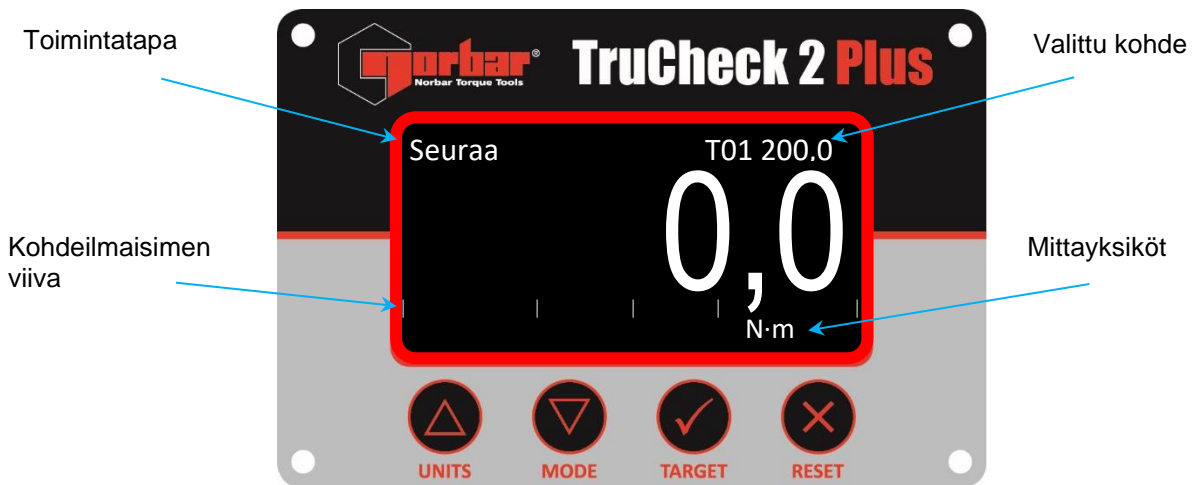 Toimintatapa
Valittu kohde
Norbar®
Norbar Torque Tools
TruCheck 2 Plus
Seuraa
T01 200,0
0,0
Kohdeilmaisimen
viiva
Mittayksiköt
N·m
UNITS
MODE
TARGET
RESET